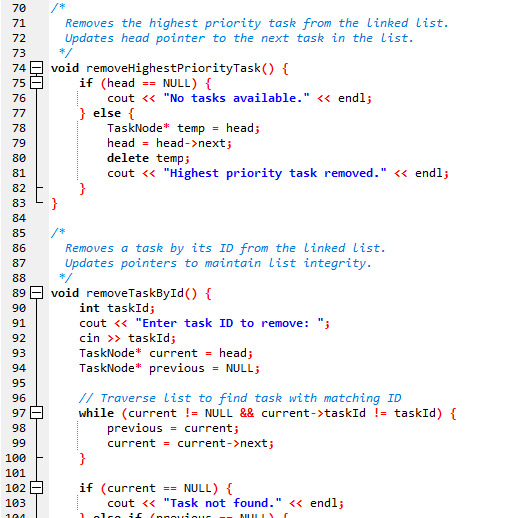 70 /*
71   Removes the highest priority task from the linked list.
72   Updates head pointer to the next task in the list.
73  */
74 void removeHighestPriorityTask() {
75     if (head == NULL) {
76         cout << "No tasks available." << endl;
77     } else {
78         TaskNode* temp = head;
79         head = head->next;
80         delete temp;
81         cout << "Highest priority task removed." << endl;
82     }
83 }
84
85 /*
86   Removes a task by its ID from the linked list.
87   Updates pointers to maintain list integrity.
88  */
89 void removeTaskById() {
90     int taskId;
91     cout << "Enter task ID to remove: ";
92     cin >> taskId;
93     TaskNode* current = head;
94     TaskNode* previous = NULL;
95
96     // Traverse list to find task with matching ID
97     while (current != NULL && current->taskId != taskId) {
98         previous = current;
99         current = current->next;
100     }
101
102     if (current == NULL) {
103         cout << "Task not found." << endl;
104     } else if (previous == NULL) {